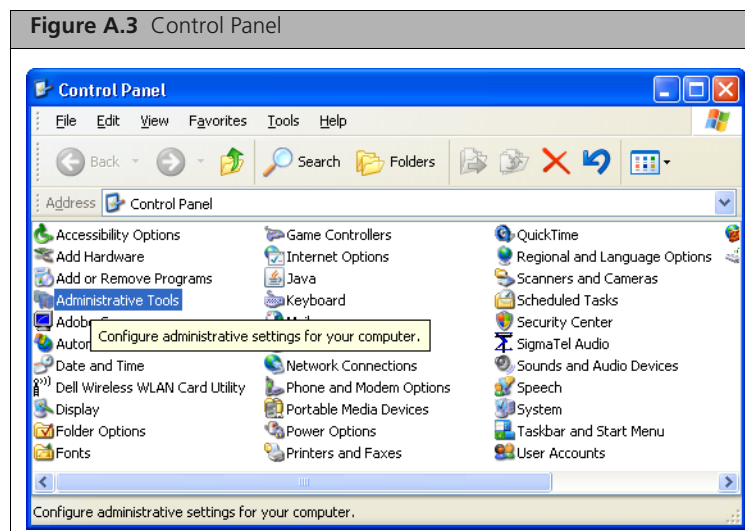 Figure A.3 Control Panel
Control Panel
File Edit View Favorites Tools Help
Back Search Folders
Address Control Panel
Accessibility Options
Add Hardware
Add or Remove Programs
Administrative Tools
Configure administrative settings for your computer.
Date and Time
Dell Wireless WLAN Card Utility
Display
Folder Options
Fonts
Game Controllers
Internet Options
Java
Keyboard
Network Connections
Phone and Modem Options
Portable Media Devices
Power Options
Printers and Faxes
QuickTime
Regional and Language Options
Scanners and Cameras
Scheduled Tasks
Security Center
SigmaTel Audio
Sounds and Audio Devices
Speech
System
Taskbar and Start Menu
User Accounts
Configure administrative settings for your computer.